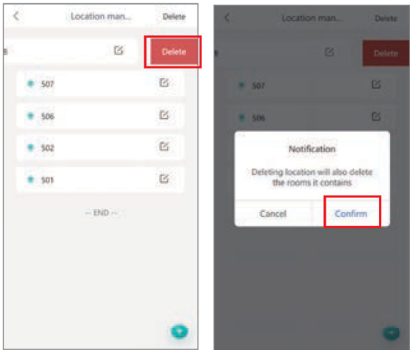 Location man...
Delete
8
Delete
507
506
502
501
-- END --
Location man...
Delete
Delete
507
506
Notification
Deleting location will also delete
the rooms it contains
Cancel
Confirm